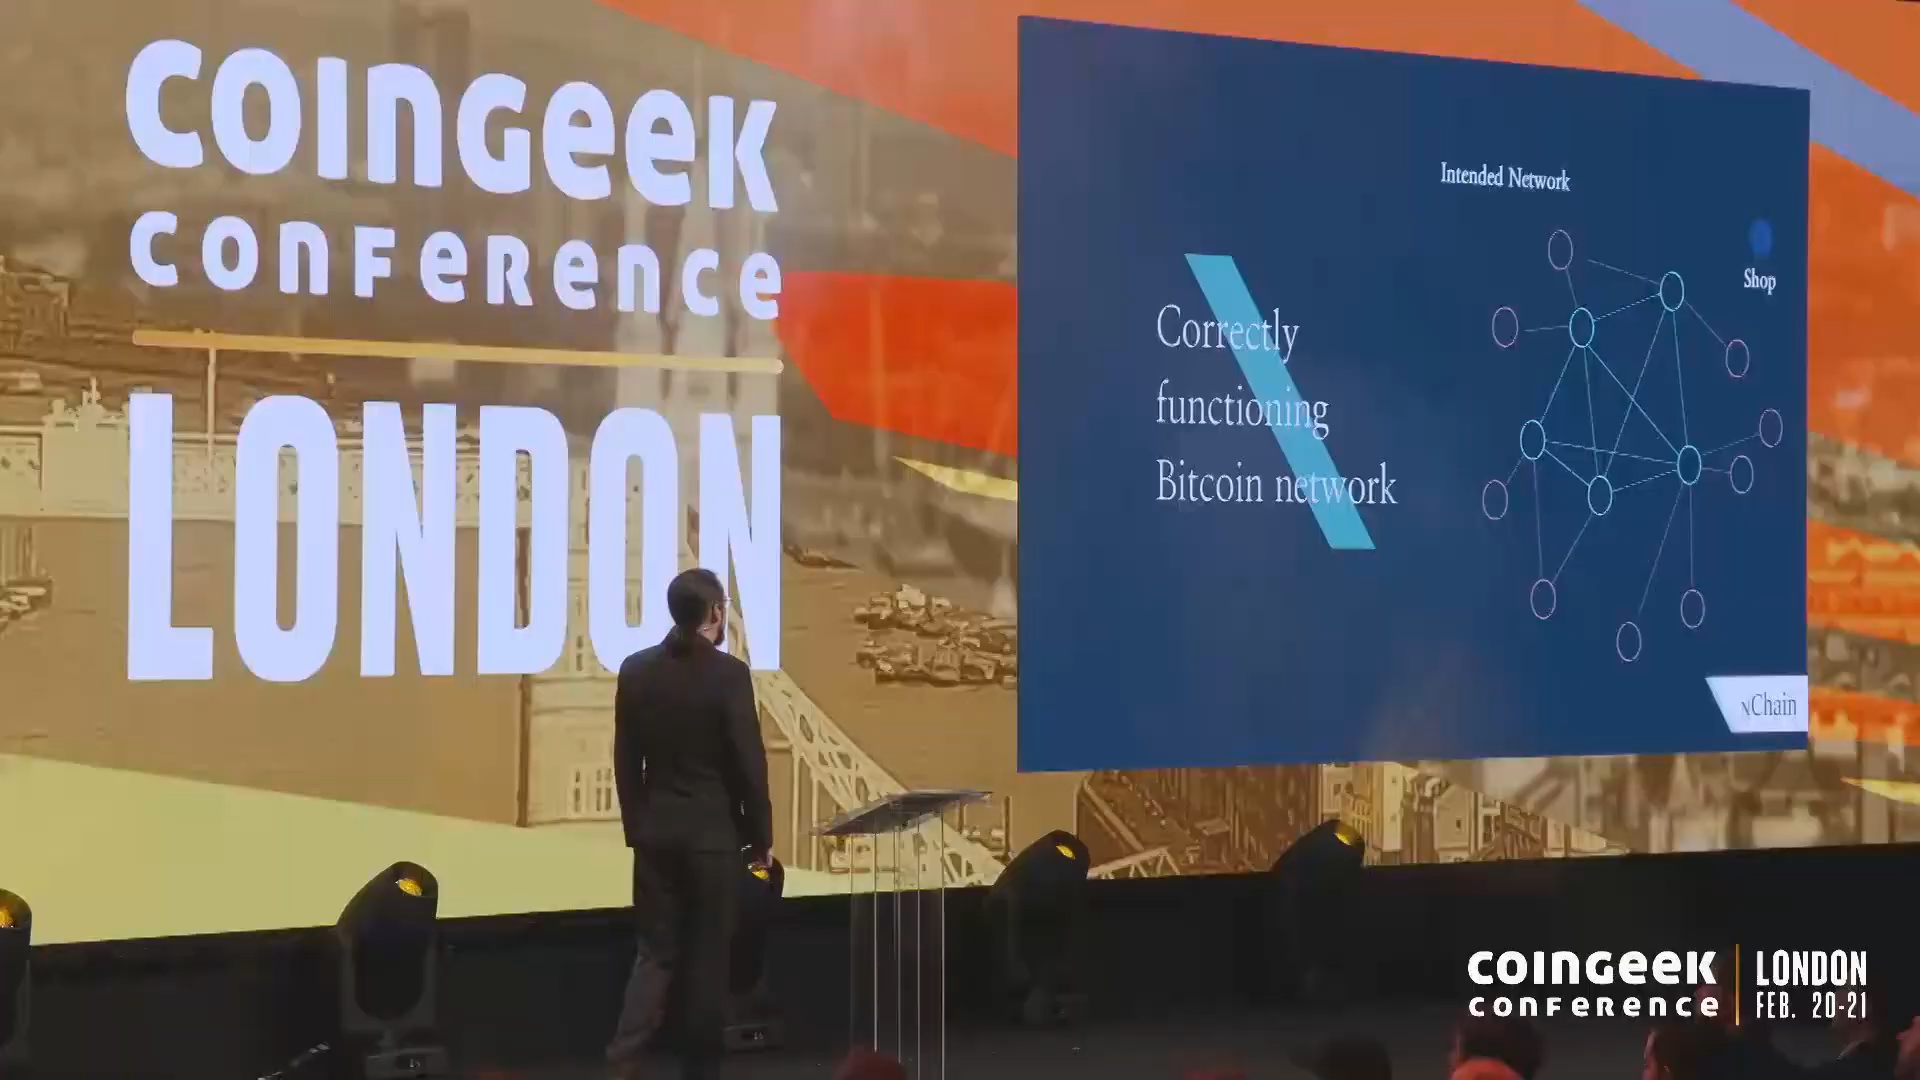 COINGEEK
CONFERENCE
LONDON
Intended Network
Shop
Correctly
functioning
Bitcoin network
nChain
COINGEEK
CONFERENCE
LONDON
FEB. 20-21